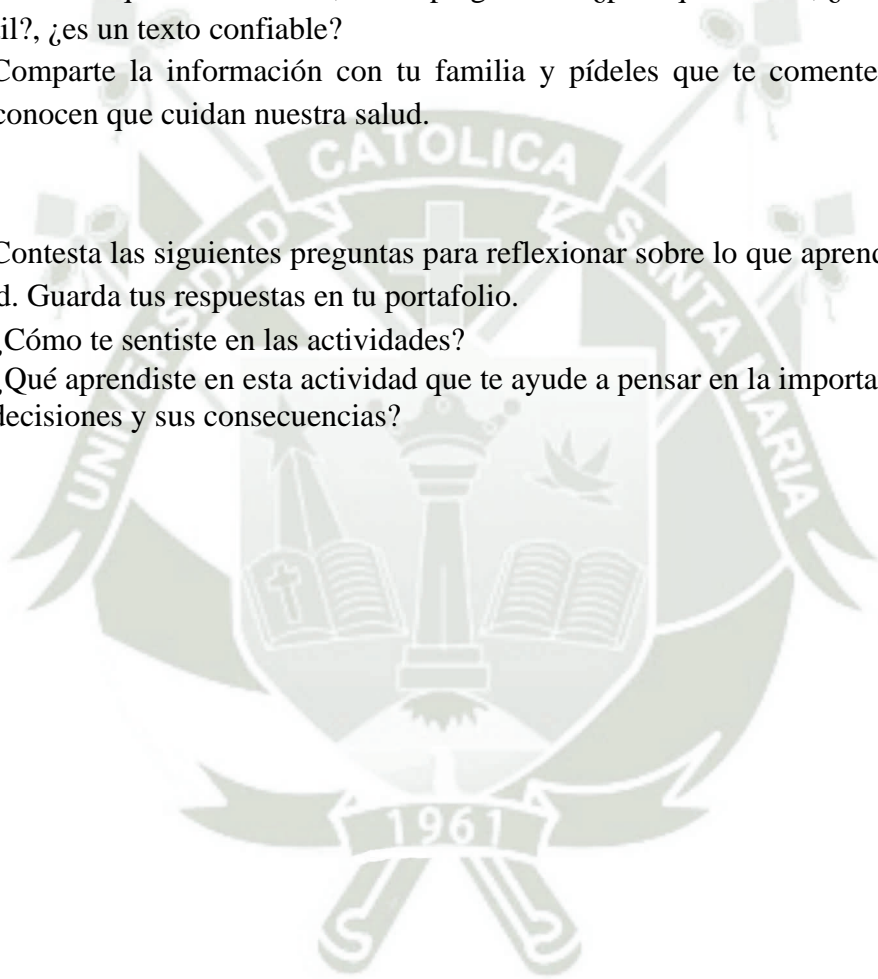 il?, ¿es un texto confiable?
Comparte la información con tu familia y pídeles que te comente
conocen que cuidan nuestra salud.
Contesta las siguientes preguntas para reflexionar sobre lo que aprend
d. Guarda tus respuestas en tu portafolio.
¿Cómo te sentiste en las actividades?
¿Qué aprendiste en esta actividad que te ayude a pensar en la importa
decisiones y sus consecuencias?
UNIVERSIDAD CATOLICA SANTA MARIA
1961